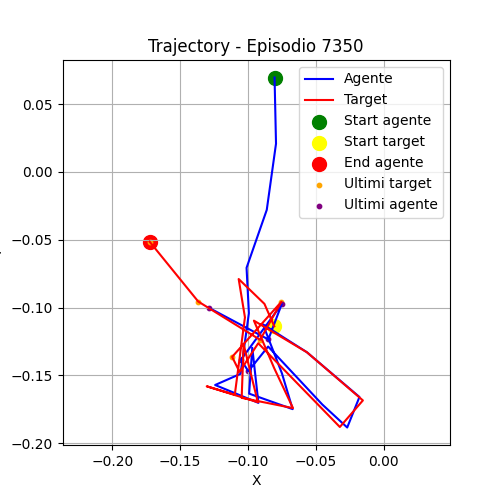 Trajectory - Episodio 7350
Agente
Target
Start agente
Start target
End agente
Ultimi target
Ultimi agente
0.05
0.00
−0.05
−0.10
−0.15
−0.20
−0.20
−0.15
−0.10
−0.05
0.00
X